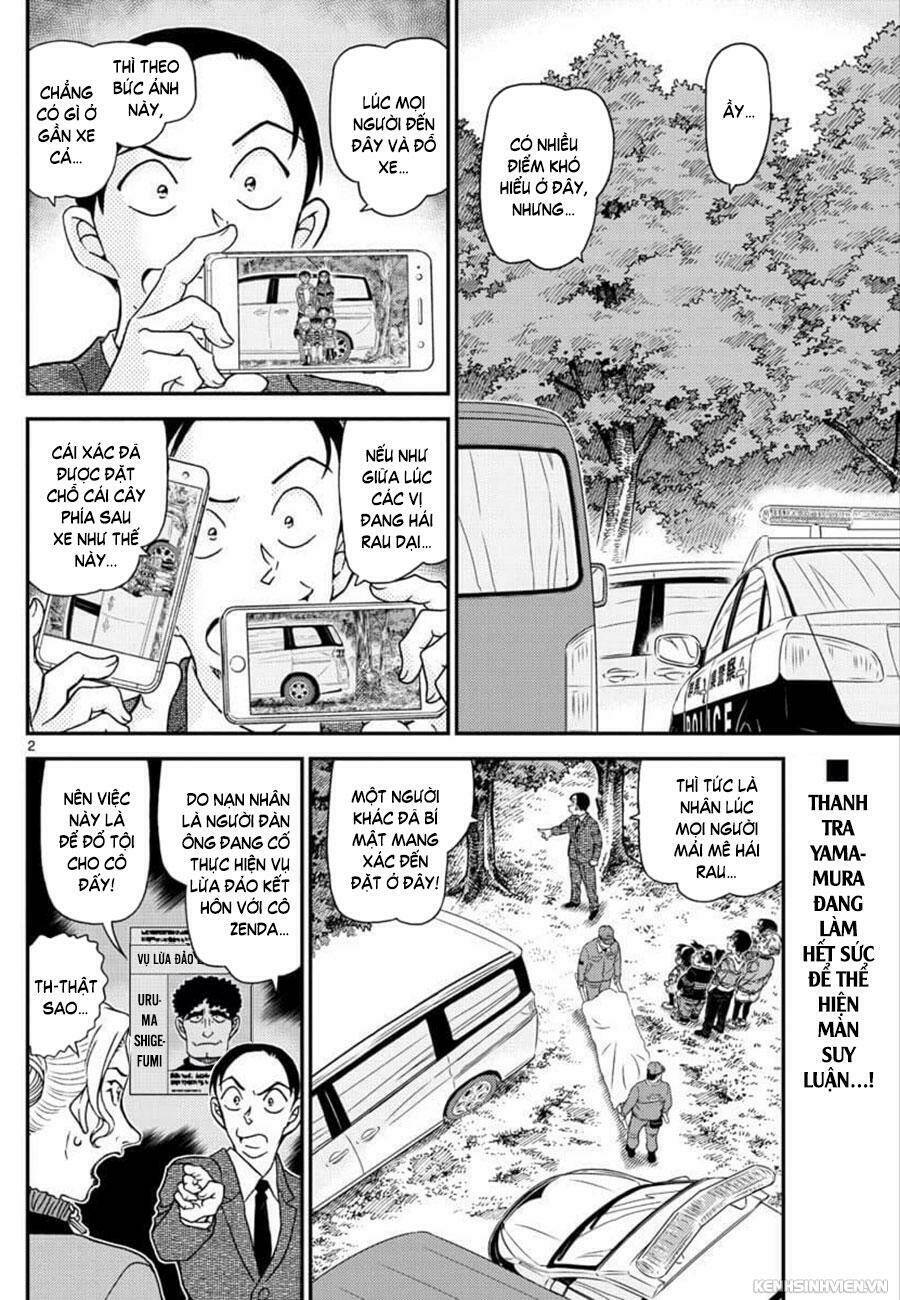 ẦY...
CÓ NHIỀU
ĐIỂM KHÓ
HIỂU Ở ĐÂY,
NHƯNG...
LÚC MỌI
NGƯỜI ĐẾN
ĐÂY VÀ ĐỖ
XE...
THÌ THEO
BỨC ẢNH
NÀY,
CHẲNG
CÓ GÌ Ở
GẦN XE
CẢ...
NẾU NHƯ
GIỮA LÚC
CÁC VỊ
ĐANG HÁI
RAU DẠI...
CÁI XÁC ĐÃ
ĐƯỢC ĐẶT
CHỖ CÁI CÂY
PHÍA SAU
XE NHƯ THẾ
NÀY...
POLICE
2
THANH
TRA
YAMA-
MURA
ĐANG
LÀM
HẾT SỨC
ĐỂ THỂ
HIỆN
MÀN
SUY
LUẬN...!
THÌ TỨC LÀ
NHÂN LÚC
MỌI NGƯỜI
MẢI MÊ HÁI
RAU...
MỘT NGƯỜI
KHÁC ĐÃ BÍ
MẬT MANG
XÁC ĐẾN
ĐẶT Ở ĐÂY!
DO NẠN NHÂN
LÀ NGƯỜI ĐÀN
ÔNG ĐANG CỐ
THỰC HIỆN VỤ
LỪA ĐẢO KẾT
HÔN VỚI CÔ
ZENDA...
NÊN VIỆC
NÀY LÀ
ĐỂ ĐỔ TỘI
CHO CÔ
ĐẤY!
VỤ LỪA ĐẢO
URU-
MA
SHIGE-
FUMI
TH-THẬT
SAO...
KENHSINHVIEN.VN